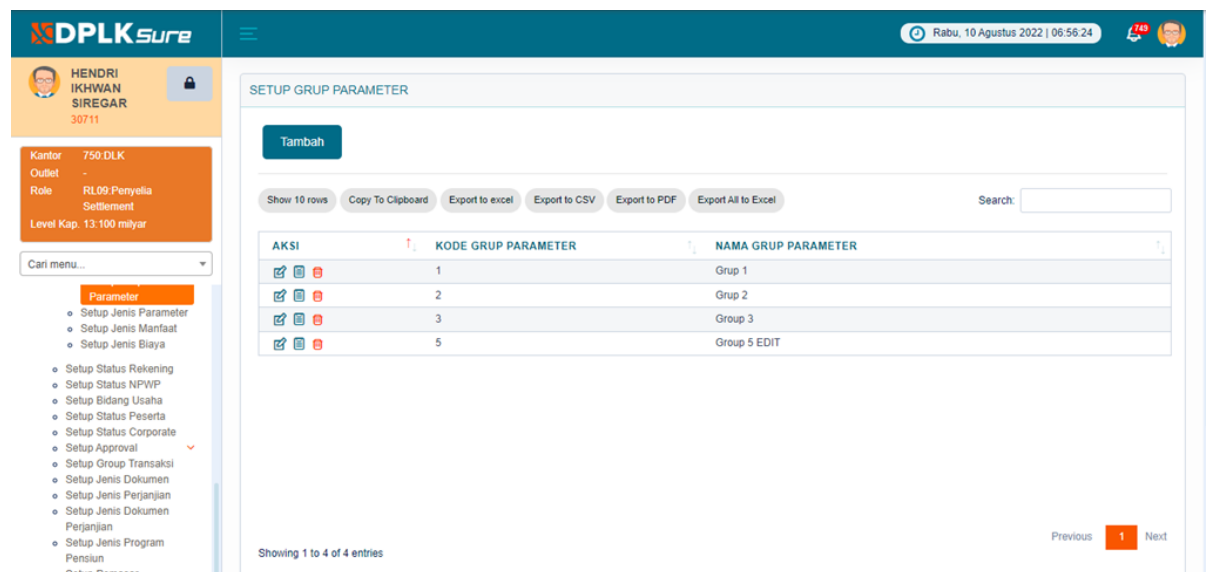 DPLKSure
Rabu, 10 Agustus 2022 | 06:56:24
749
HENDRI
IKHWAN
SIREGAR
30711
Kantor 750:DLK
Outlet -
Role RL09:Penyelia
Settlement
Level Kap. 13:100 milyar
Cari menu...
Parameter
Setup Jenis Parameter
Setup Jenis Manfaat
Setup Jenis Biaya
Setup Status Rekening
Setup Status NPWP
Setup Bidang Usaha
Setup Status Peserta
Setup Status Corporate
Setup Approval
Setup Group Transaksi
Setup Jenis Dokumen
Setup Jenis Perjanjian
Setup Jenis Dokumen
Perjanjian
Setup Jenis Program
Pensiun
SETUP GRUP PARAMETER
Tambah
Show 10 rows Copy To Clipboard Export to excel Export to CSV Export to PDF Export All to Excel Search:
AKSI KODE GRUP PARAMETER NAMA GRUP PARAMETER
1 Grup 1
2 Grup 2
3 Group 3
5 Group 5 EDIT
Previous 1 Next
Showing 1 to 4 of 4 entries